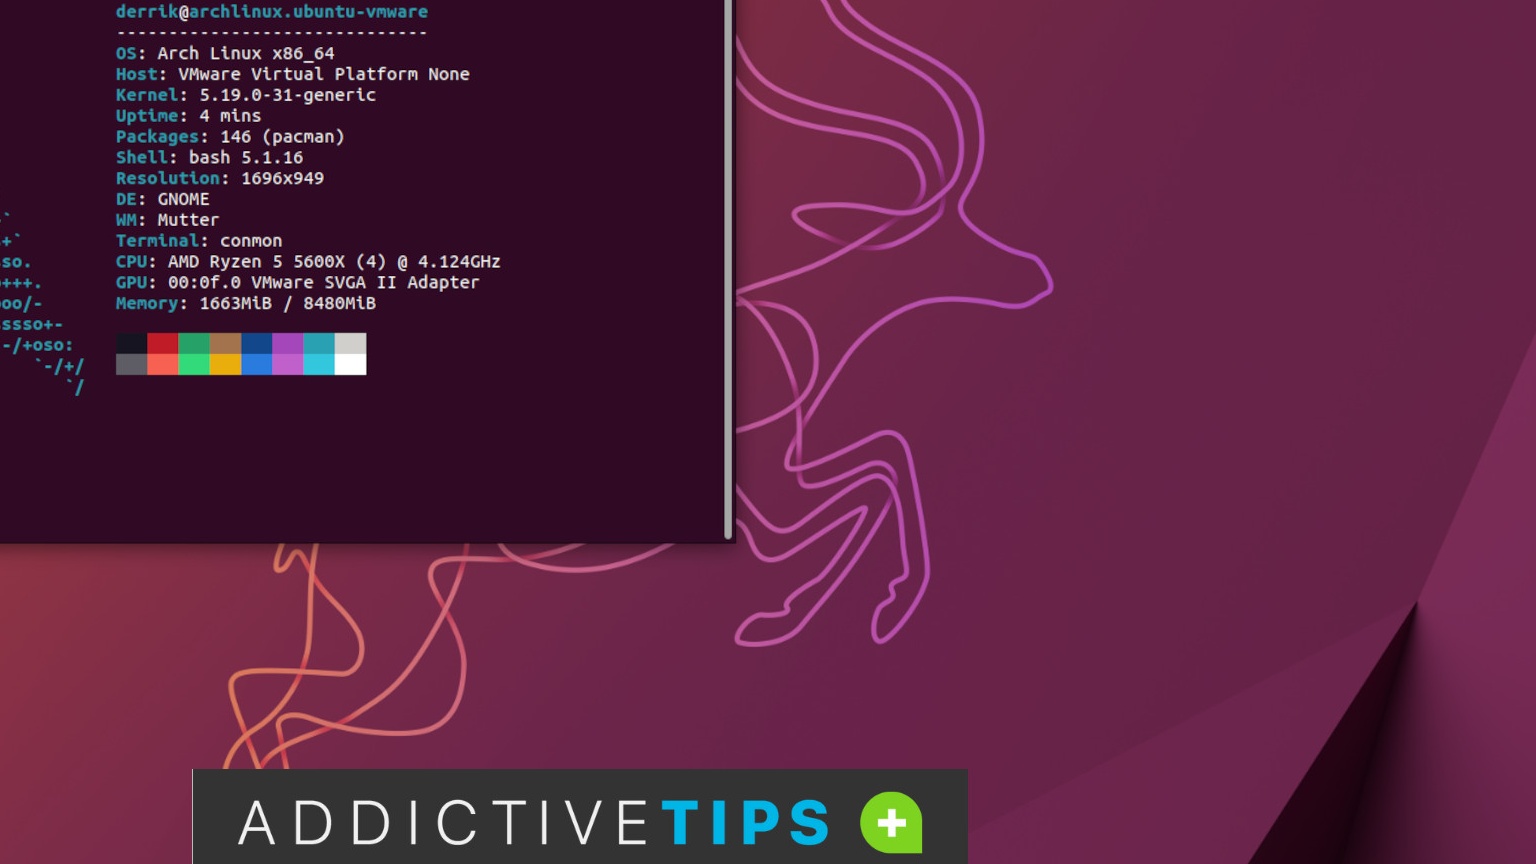 derrik@archlinux.ubuntu-vmware
------------------------------
OS: Arch Linux x86_64
Host: VMware Virtual Platform None
Kernel: 5.19.0-31-generic
Uptime: 4 mins
Packages: 146 (pacman)
Shell: bash 5.1.16
Resolution: 1696x949
DE: GNOME
WM: Mutter
Terminal: conmon
CPU: AMD Ryzen 5 5600X (4) @ 4.124GHz
GPU: 00:0f.0 VMware SVGA II Adapter
Memory: 1663MiB / 8480MiB
ADDICTIVETIPS